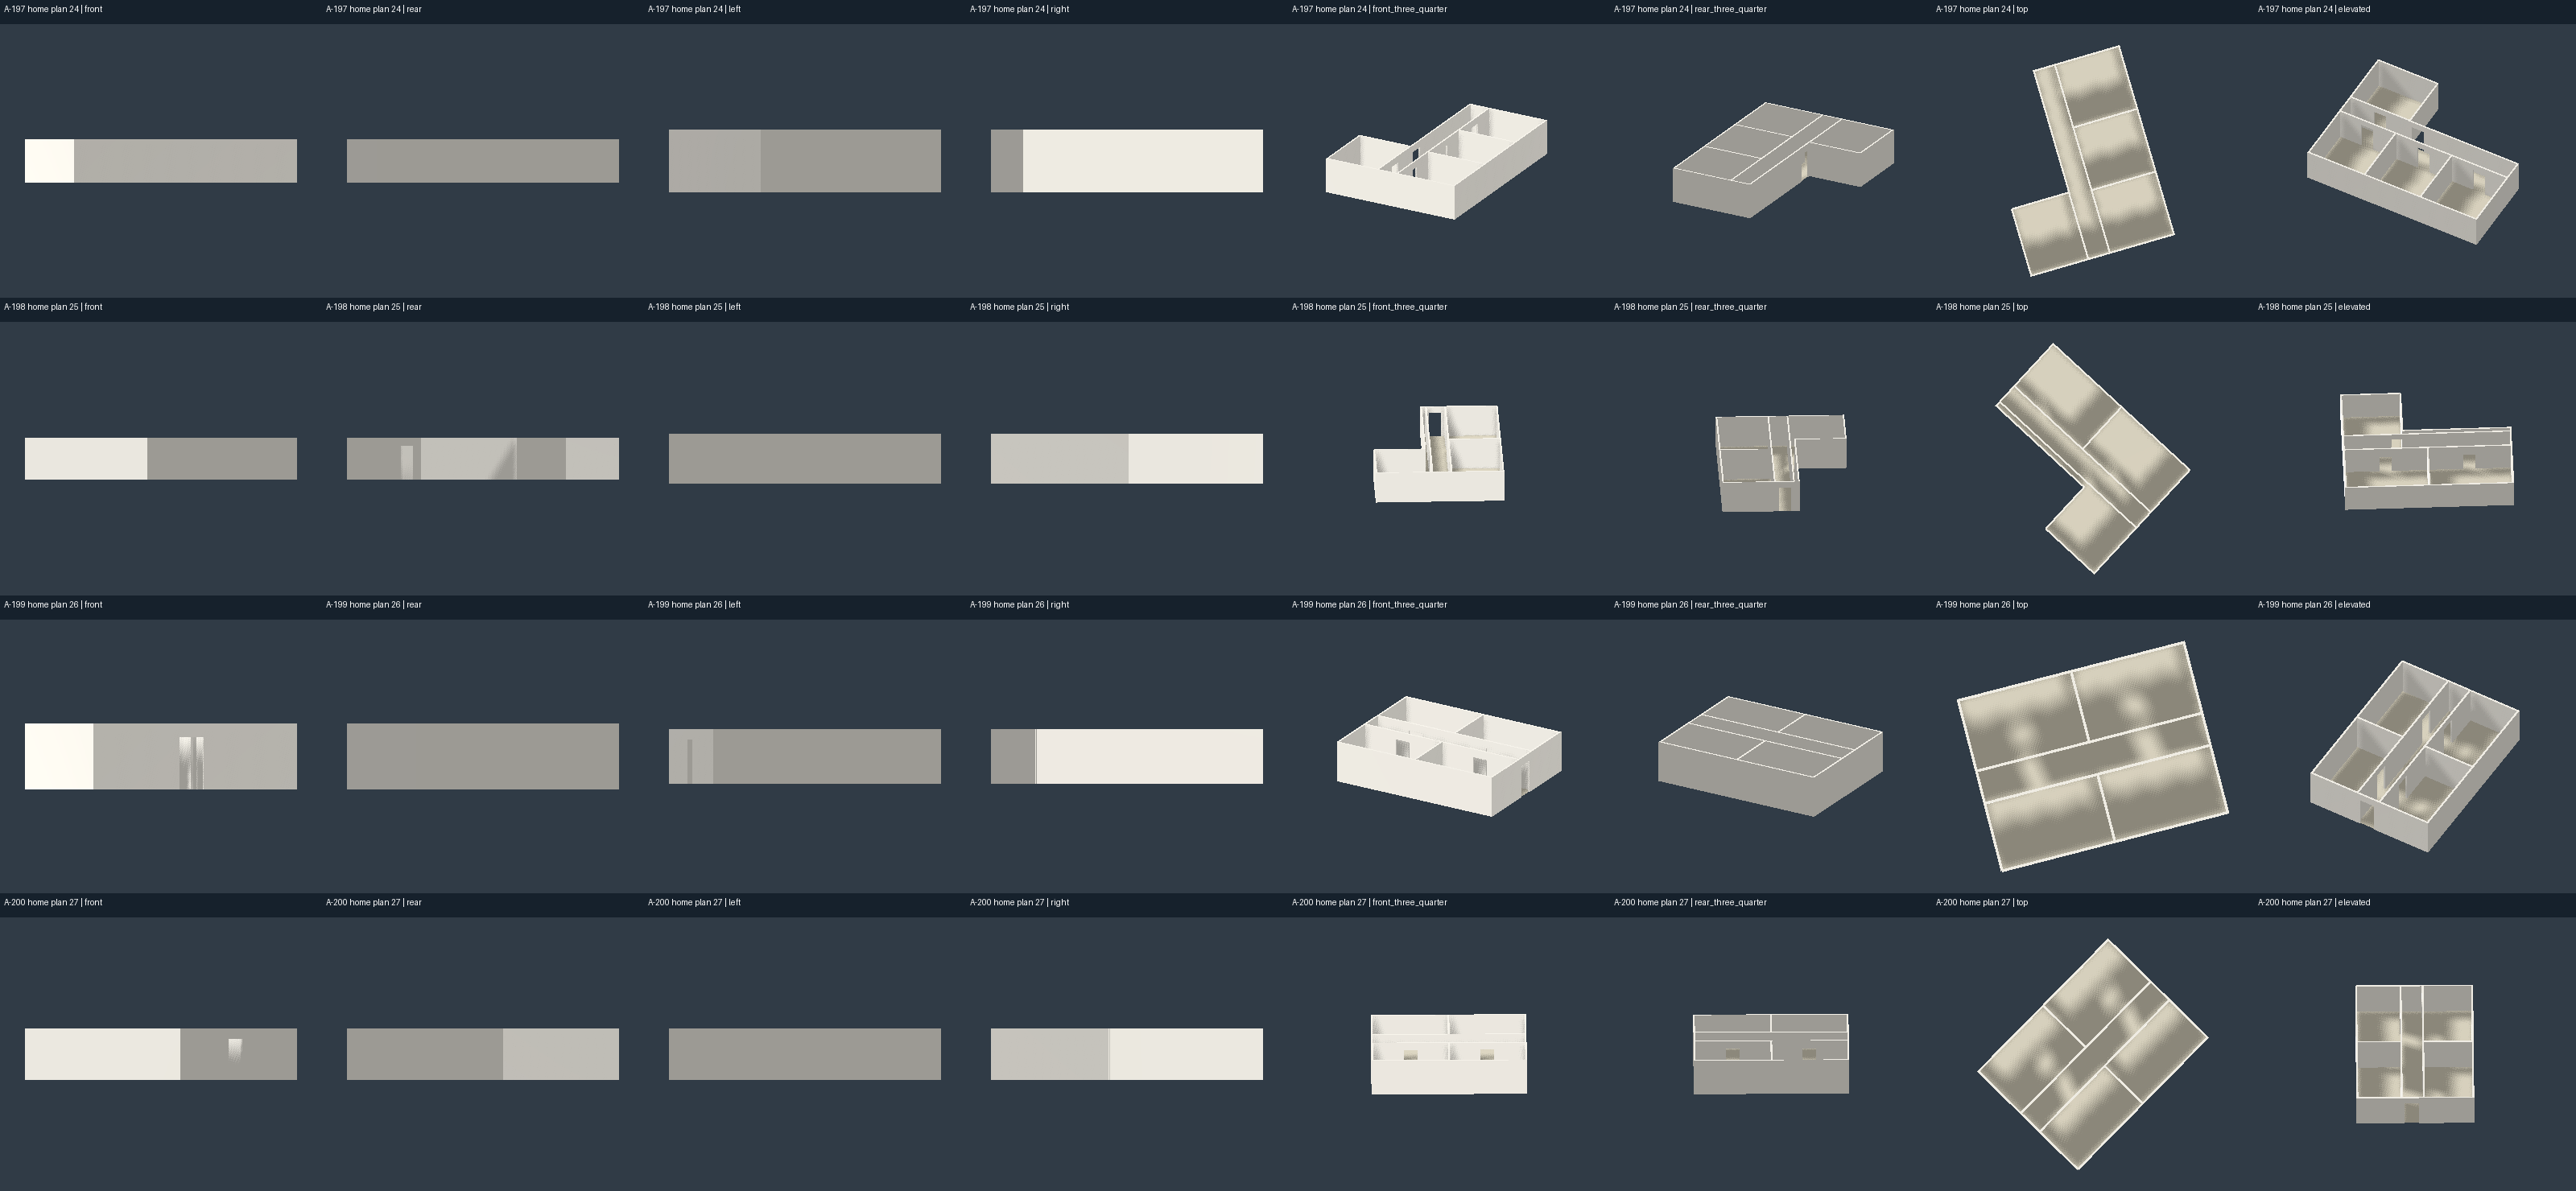 A-197 home plan 24 | front
A-197 home plan 24 | rear
A-197 home plan 24 | left
A-197 home plan 24 | right
A-197 home plan 24 | front_three_quarter
A-197 home plan 24 | rear_three_quarter
A-197 home plan 24 | top
A-197 home plan 24 | elevated
A-198 home plan 25 | front
A-198 home plan 25 | rear
A-198 home plan 25 | left
A-198 home plan 25 | right
A-198 home plan 25 | front_three_quarter
A-198 home plan 25 | rear_three_quarter
A-198 home plan 25 | top
A-198 home plan 25 | elevated
A-199 home plan 26 | front
A-199 home plan 26 | rear
A-199 home plan 26 | left
A-199 home plan 26 | right
A-199 home plan 26 | front_three_quarter
A-199 home plan 26 | rear_three_quarter
A-199 home plan 26 | top
A-199 home plan 26 | elevated
A-200 home plan 27 | front
A-200 home plan 27 | rear
A-200 home plan 27 | left
A-200 home plan 27 | right
A-200 home plan 27 | front_three_quarter
A-200 home plan 27 | rear_three_quarter
A-200 home plan 27 | top
A-200 home plan 27 | elevated